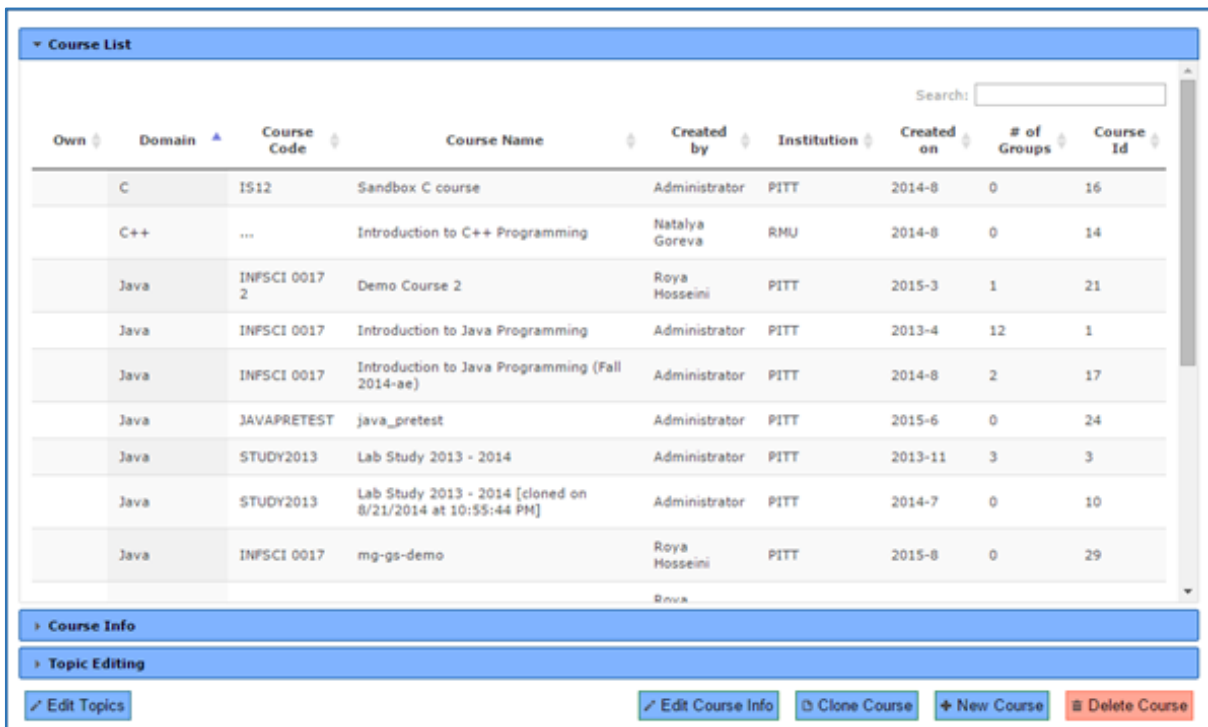 Course List
Search:
Own Domain Course Code Course Name Created by Institution Created on # of Groups Course Id
C IS12 Sandbox C course Administrator PITT 2014-8 0 16
C++ ... Introduction to C++ Programming Natalya Goreva RMU 2014-8 0 14
Java INFSCI 0017 2 Demo Course 2 Roya Hosseini PITT 2015-3 1 21
Java INFSCI 0017 Introduction to Java Programming Administrator PITT 2013-4 12 1
Java INFSCI 0017 Introduction to Java Programming (Fall 2014-ae) Administrator PITT 2014-8 2 17
Java JAVAPRETEST java_pretest Administrator PITT 2015-6 0 24
Java STUDY2013 Lab Study 2013 - 2014 Administrator PITT 2013-11 3 3
Java STUDY2013 Lab Study 2013 - 2014 [cloned on 8/21/2014 at 10:55:44 PM] Administrator PITT 2014-7 0 10
Java INFSCI 0017 mg-gs-demo Roya Hosseini PITT 2015-8 0 29
Roya
Course Info
Topic Editing
Edit Topics Edit Course Info Clone Course New Course Delete Course